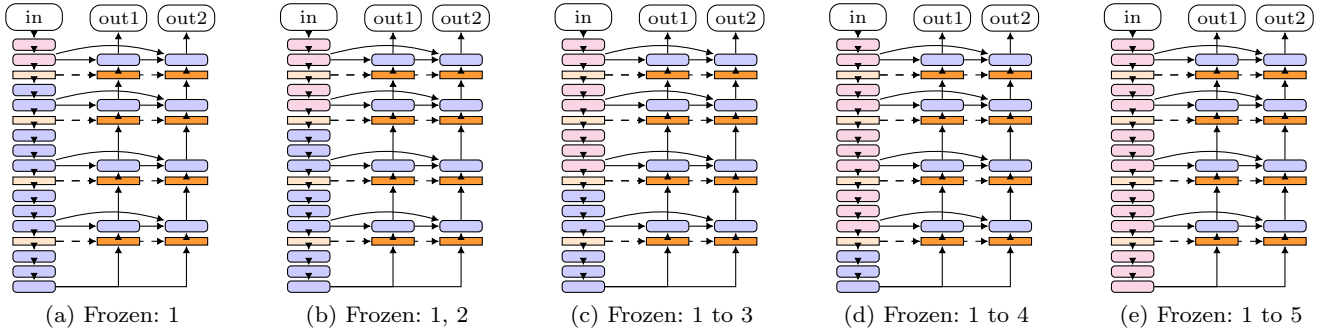 in out1 out2 in out1 out2 in out1 out2 in out1 out2 in out1 out2
(a) Frozen: 1 (b) Frozen: 1, 2 (c) Frozen: 1 to 3 (d) Frozen: 1 to 4 (e) Frozen: 1 to 5